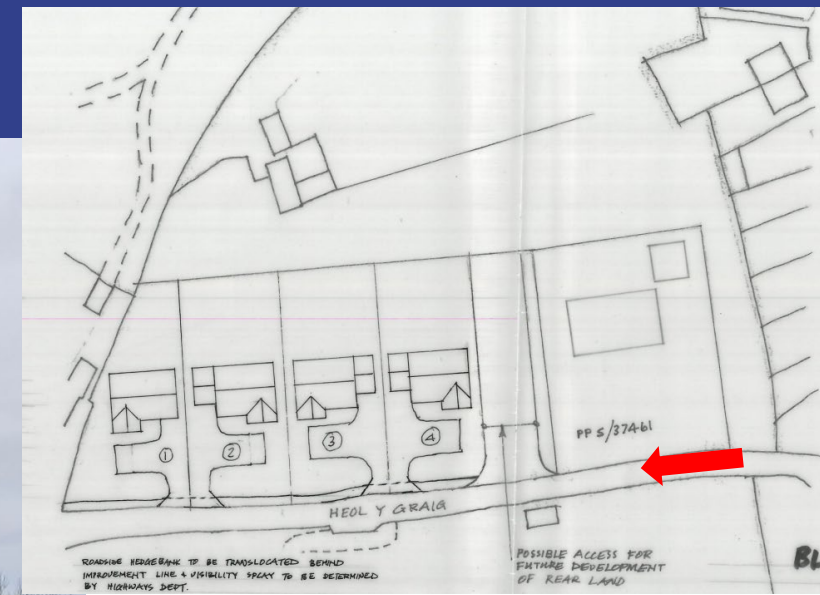 PP S/37461
1
2
3
4
HEOL Y GRAIG
ROADSIDE HEDGEBANK TO BE TRANSLOCATED BEHIND
IMPROVEMENT LINE & VISIBILITY SPLAY TO BE DETERMINED
BY HIGHWAYS DEPT.
POSSIBLE ACCESS FOR
FUTURE DEVELOPMENT
OF REAR LAND
BL